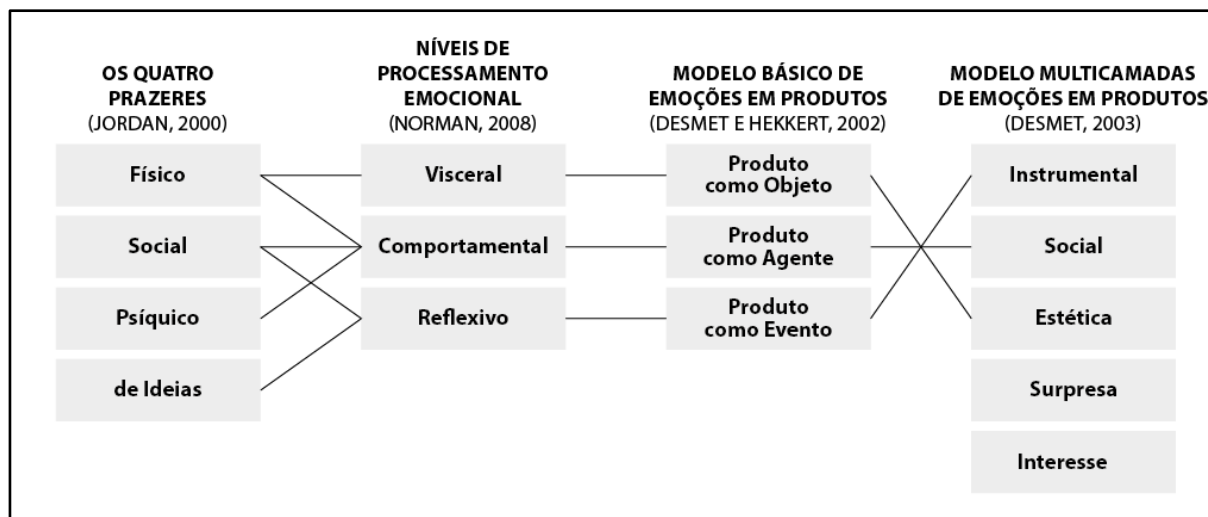 OS QUATRO
PRAZERES
(JORDAN, 2000)
Físico
Social
Psíquico
de Ideias
NÍVEIS DE
PROCESSAMENTO
EMOCIONAL
(NORMAN, 2008)
Visceral
Comportamental
Reflexivo
MODELO BÁSICO DE
EMOÇÕES EM PRODUTOS
(DESMET E HEKKERT, 2002)
Produto
como Objeto
Produto
como Agente
Produto
como Evento
MODELO MULTICAMADAS
DE EMOÇÕES EM PRODUTOS
(DESMET, 2003)
Instrumental
Social
Estética
Surpresa
Interesse